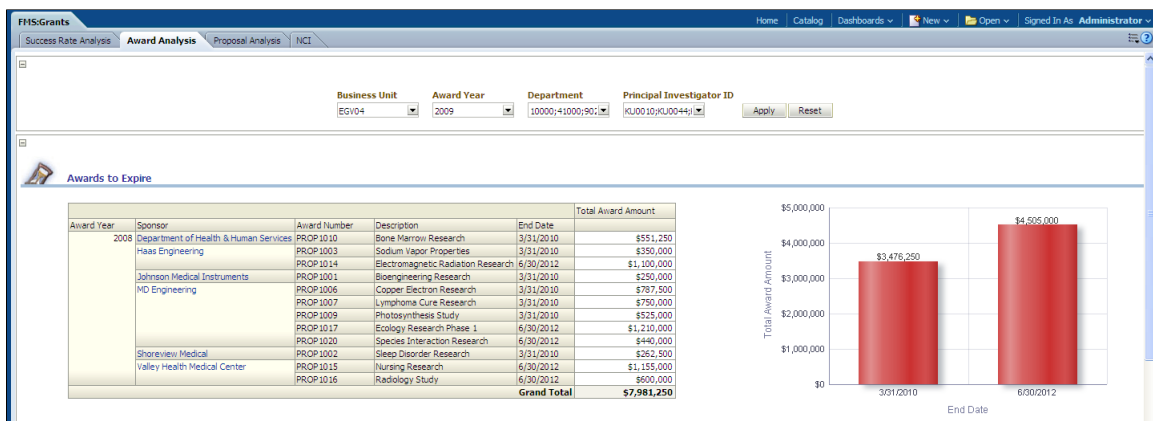 FMS:Grants
Home Catalog Dashboards New Open Signed In As Administrator
Success Rate Analysis Award Analysis Proposal Analysis NCI
Business Unit Award Year Department Principal Investigator ID
EGV04 2009 10000;41000;902 KU0010;KU0044; Apply Reset
Awards to Expire
Total Award Amount
Award Year Sponsor Award Number Description End Date
2008 Department of Health & Human Services PROP1010 Bone Marrow Research 3/31/2010 $551,250
Haas Engineering PROP1003 Sodium Vapor Properties 3/31/2010 $350,000
PROP1014 Electromagnetic Radiation Research 6/30/2012 $1,100,000
Johnson Medical Instruments PROP1001 Bioengineering Research 3/31/2010 $250,000
MD Engineering PROP1006 Copper Electron Research 3/31/2010 $787,500
PROP1007 Lymphoma Cure Research 3/31/2010 $750,000
PROP1009 Photosynthesis Study 3/31/2010 $525,000
PROP1017 Ecology Research Phase 1 6/30/2012 $1,210,000
PROP1020 Species Interaction Research 6/30/2012 $440,000
Shoreview Medical PROP1002 Sleep Disorder Research 3/31/2010 $262,500
Valley Health Medical Center PROP1015 Nursing Research 6/30/2012 $1,155,000
PROP1016 Radiology Study 6/30/2012 $600,000
Grand Total $7,981,250
$5,000,000
$4,505,000
$4,000,000
$3,476,250
$3,000,000
$2,000,000
$1,000,000
$0
Total Award Amount
3/31/2010 6/30/2012
End Date